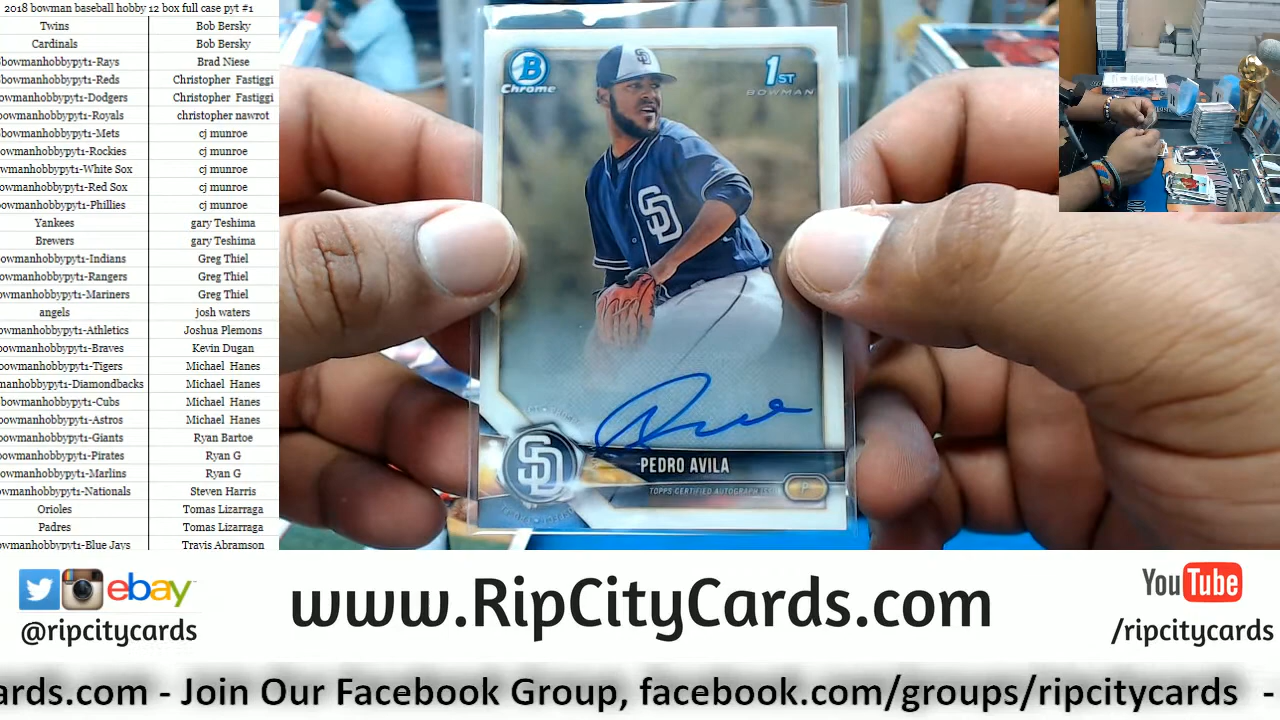 2018 bowman baseball hobby 12 box full case pyt #1
Twins Bob Bersky
Cardinals Bob Bersky
bowmanhobbypyt1-Rays Brad Niese
owmanhobbypyt1-Reds Christopher Fastiggi
owmanhobbypyt1-Dodgers Christopher Fastiggi
owmanhobbypyt1-Royals christopher nawrot
bowmanhobbypyt1-Mets cj munroe
owmanhobbypyt1-Rockies cj munroe
wmanhobbypyt1-White Sox cj munroe
wmanhobbypyt1-Red Sox cj munroe
owmanhobbypyt1-Phillies cj munroe
Yankees gary Teshima
Brewers gary Teshima
owmanhobbypyt1-Indians Greg Thiel
owmanhobbypyt1-Rangers Greg Thiel
wmanhobbypyt1-Mariners Greg Thiel
angels josh waters
owmanhobbypyt1-Athletics Joshua Plemons
owmanhobbypyt1-Braves Kevin Dugan
owmanhobbypyt1-Tigers Michael Hanes
manhobbypyt1-Diamondbacks Michael Hanes
bowmanhobbypyt1-Cubs Michael Hanes
owmanhobbypyt1-Astros Michael Hanes
owmanhobbypyt1-Giants Ryan Bartoe
owmanhobbypyt1-Pirates Ryan G
owmanhobbypyt1-Marlins Ryan G
wmanhobbypyt1-Nationals Steven Harris
Orioles Tomas Lizarraga
Padres Tomas Lizarraga
wmanhobbypyt1-Blue Jays Travis Abramson
B
Chrome
1ST
BOWMAN
SD
SD
SD
PEDRO AVILA
TOPPS CERTIFIED AUTOGRAPH ISSUE
P
ebay
@ripcitycards
www.RipCityCards.com
YouTube
/ripcitycards
ards.com - Join Our Facebook Group, facebook.com/groups/ripcitycards -